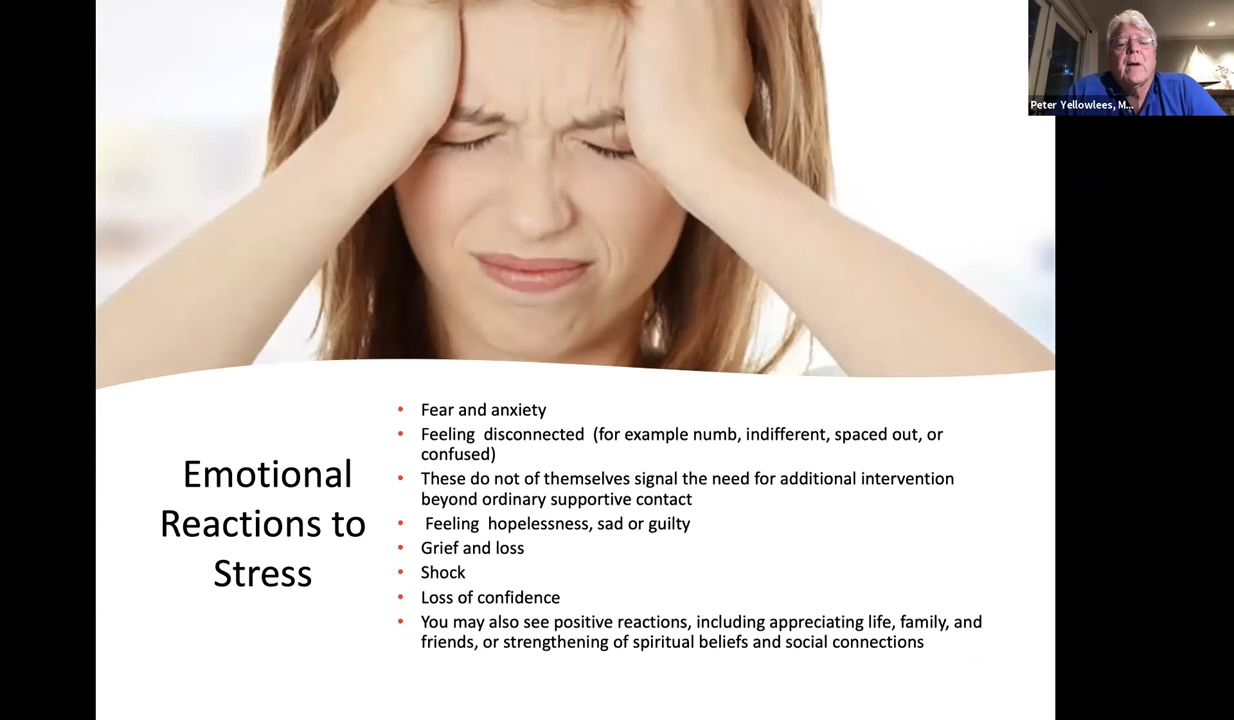 Peter Yellowlees, M...
Emotional
Reactions to
Stress
• Fear and anxiety
• Feeling  disconnected  (for example numb, indifferent, spaced out, or
confused)
• These do not of themselves signal the need for additional intervention
beyond ordinary supportive contact
•  Feeling  hopelessness, sad or guilty
• Grief and loss
• Shock
• Loss of confidence
• You may also see positive reactions, including appreciating life, family, and
friends, or strengthening of spiritual beliefs and social connections